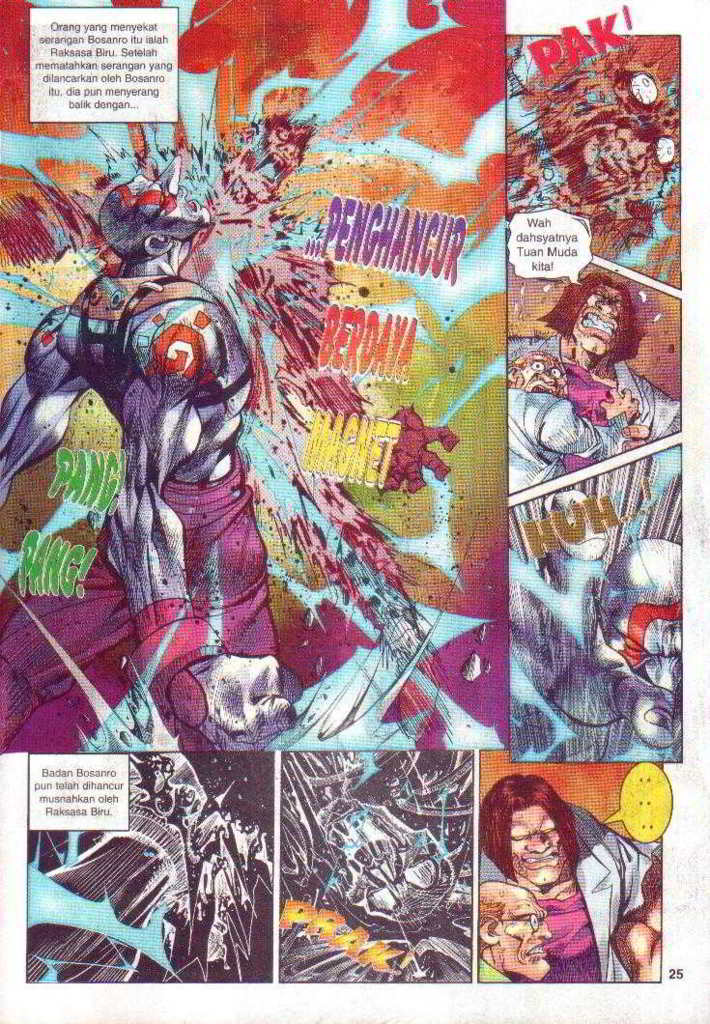 Orang yang menyekat
serangan Bosanro itu ialah
Raksasa Biru. Setelah
mematahkan serangan yang
dilancarkan oleh Bosanro
itu, dia pun menyerang
balik dengan...
...PENGHANCUR
BERDAYA
MAGNET
PANG!
PANG!
PAK!
Wah
dahsyatnya
Tuan Muda
kita!
HUH...!
Badan Bosanro
pun telah dihancur
musnahkan oleh
Raksasa Biru.
PRAK!
...
...
25